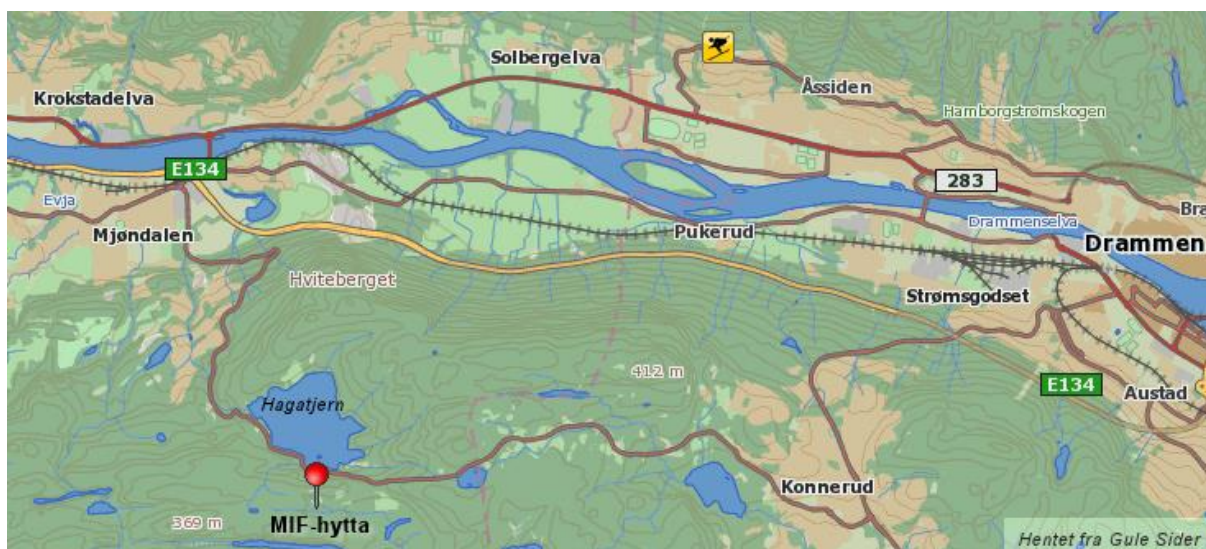 Solbergelva
Krokstadelva
Åssiden
Hamborgstrømskogen
E134
283
Evja
Mjøndalen
Pukerud
Drammenselva
Bra
Drammen
Hviteberget
Strømsgodset
412 m
E134
Austad
Hagatjern
Konnerud
369 m
MIF-hytta
Hentet fra Gule Sider